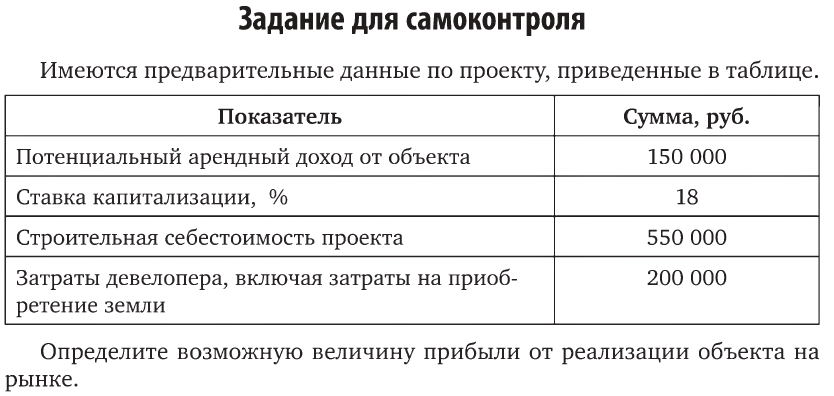 Задание для самоконтроля
Имеются предварительные данные по проекту, приведенные в таблице.
Показатель Сумма, руб.
Потенциальный арендный доход от объекта 150 000
Ставка капитализации, % 18
Строительная себестоимость проекта 550 000
Затраты девелопера, включая затраты на приоб- 200 000
ретение земли
Определите возможную величину прибыли от реализации объекта на
рынке.